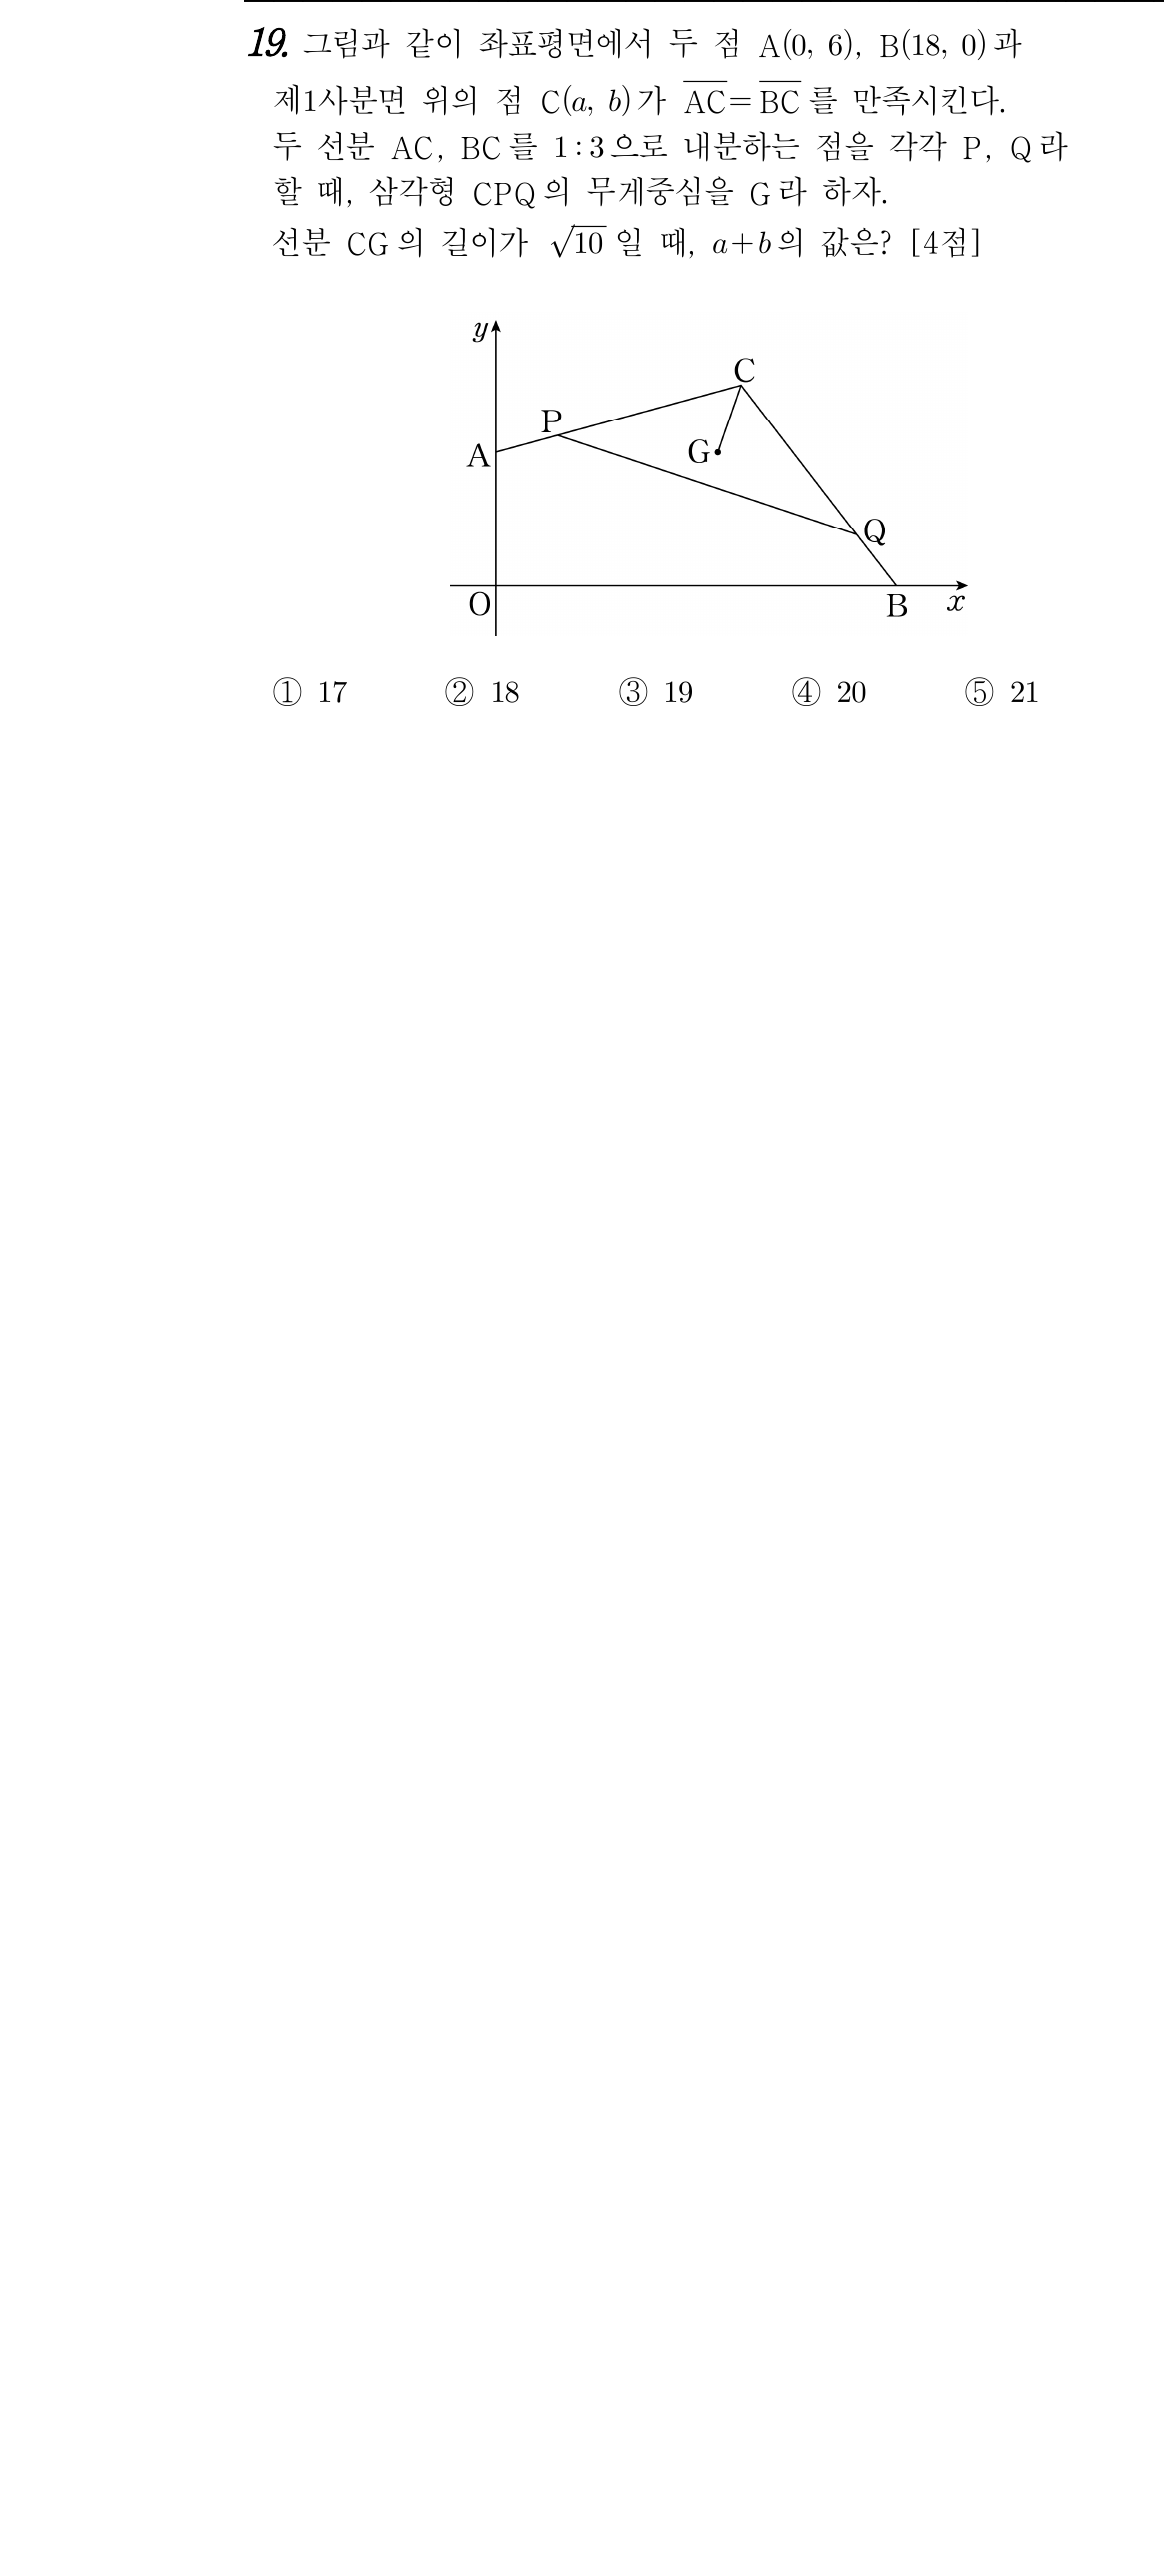 19. 그림과 같이 좌표평면에서 두 점 A(0, 6), B(18, 0)과
제1사분면 위의 점 C(a, b)가 \overline{AC}=\overline{BC}를 만족시킨다.
두 선분 AC, BC를 1:3으로 내분하는 점을 각각 P, Q라
할 때, 삼각형 CPQ의 무게중심을 G라 하자.
선분 CG의 길이가 √10일 때, a+b의 값은? [4점]
y
C
P
G
A
Q
O
B
x
① 17 ② 18 ③ 19 ④ 20 ⑤ 21